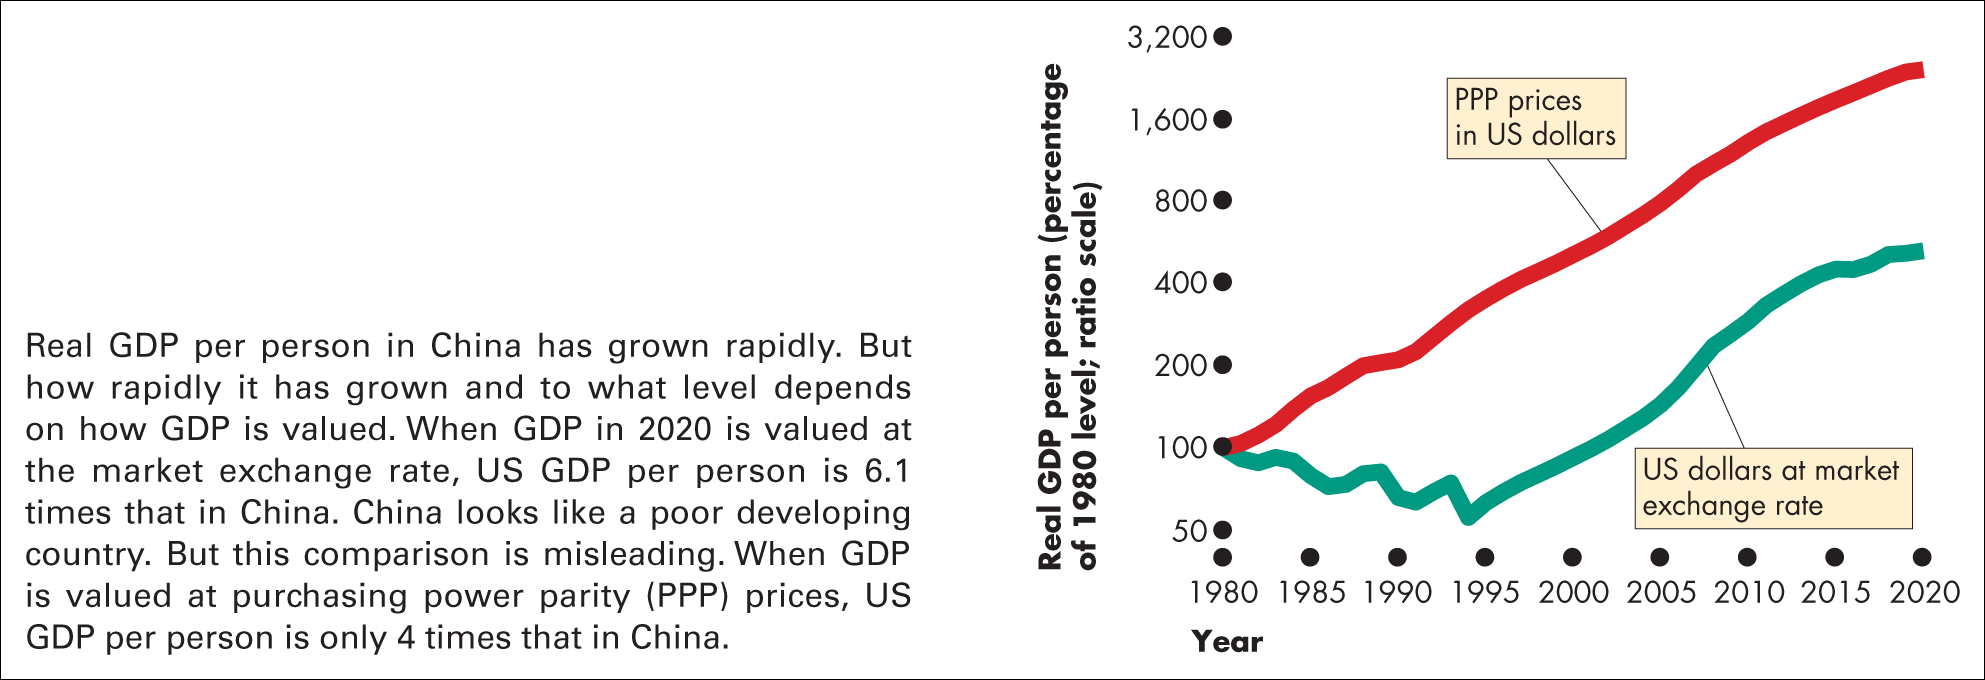 Real GDP per person in China has grown rapidly. But
how rapidly it has grown and to what level depends
on how GDP is valued. When GDP in 2020 is valued at
the market exchange rate, US GDP per person is 6.1
times that in China. China looks like a poor developing
country. But this comparison is misleading. When GDP
is valued at purchasing power parity (PPP) prices, US
GDP per person is only 4 times that in China.
Real GDP per person (percentage
of 1980 level; ratio scale)
3,200
1,600
800
400
200
100
50
PPP prices
in US dollars
US dollars at market
exchange rate
1980 1985 1990 1995 2000 2005 2010 2015 2020
Year